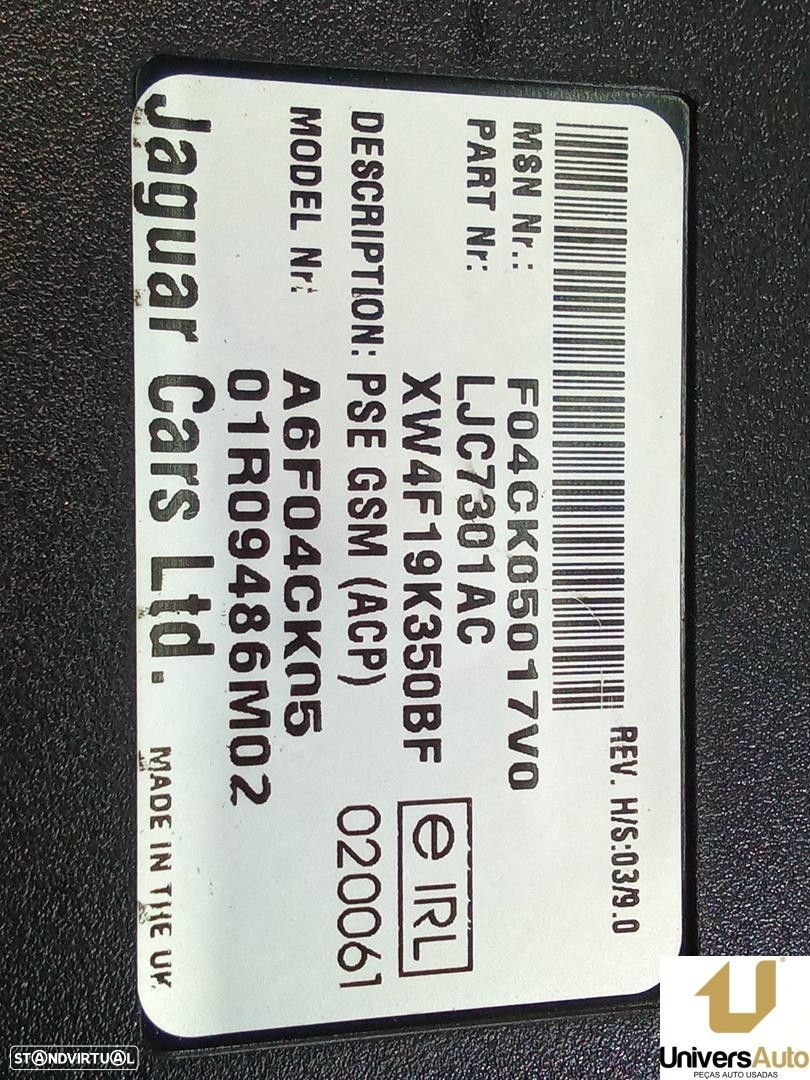 REV. H/S:03/9.0
MSN Nr.: F04CK05017V0
PART Nr: LJC7301AC
XW4F19K350BF
DESCRIPTION: PSE GSM (ACP)
MODEL Nr: A6F04CK05
01R09486M02
e IRL
020061
Jaguar Cars Ltd. MADE IN THE UK
STANDVIRTUAL
UniversAuto
PEÇAS AUTO USADAS